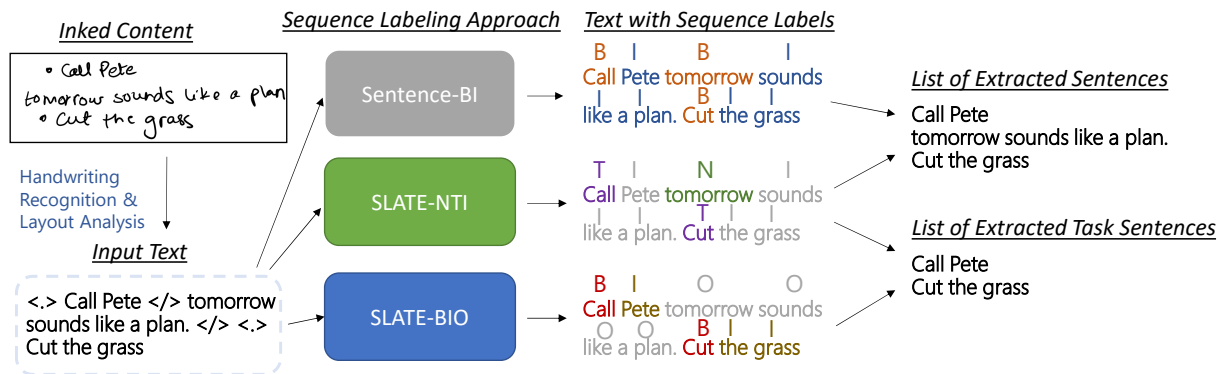 Inked Content
• Call Pete
tomorrow sounds like a plan
• Cut the grass
Handwriting
Recognition &
Layout Analysis
Input Text
<.> Call Pete </> tomorrow
sounds like a plan. </> <.>
Cut the grass
Sequence Labeling Approach
Sentence-BI
SLATE-NTI
SLATE-BIO
Text with Sequence Labels
B I B I
Call Pete tomorrow sounds
I I B I I
like a plan. Cut the grass
T I N I
Call Pete tomorrow sounds
I I T I I
like a plan. Cut the grass
B I O O
Call Pete tomorrow sounds
O O B I I
like a plan. Cut the grass
List of Extracted Sentences
Call Pete
tomorrow sounds like a plan.
Cut the grass
List of Extracted Task Sentences
Call Pete
Cut the grass